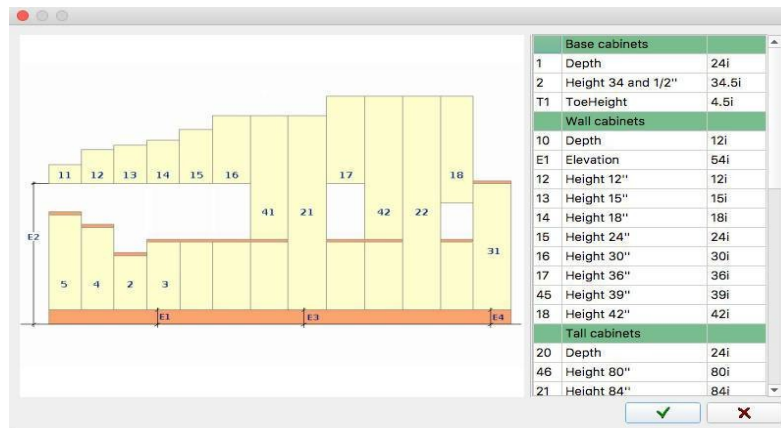 11 12 13 14 15 16 17 18
41 21 42 22
E2
31
5 4 2 3
E1 E3 E4
Base cabinets
1 Depth 24i
2 Height 34 and 1/2" 34.5i
T1 ToeHeight 4.5i
Wall cabinets
10 Depth 12i
E1 Elevation 54i
12 Height 12" 12i
13 Height 15" 15i
14 Height 18" 18i
15 Height 24" 24i
16 Height 30" 30i
17 Height 36" 36i
45 Height 39" 39i
18 Height 42" 42i
Tall cabinets
20 Depth 24i
46 Height 80" 80i
21 Height 84" 84i